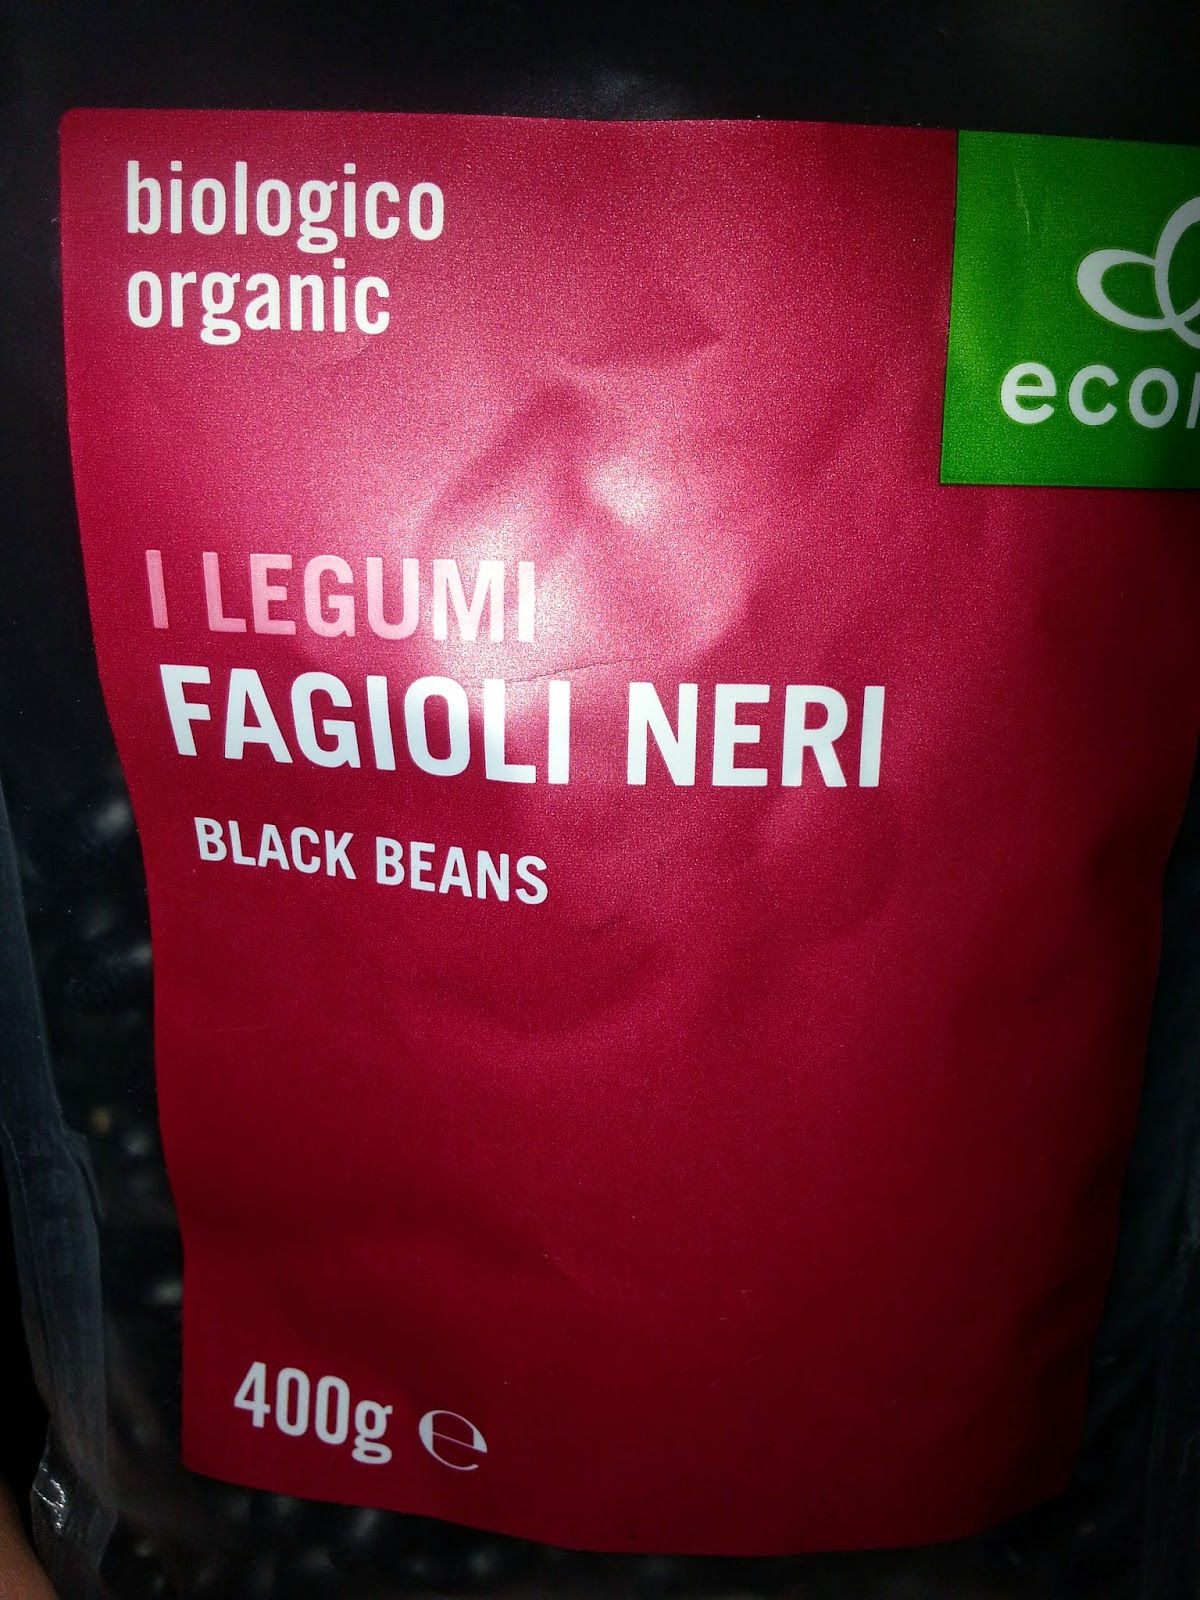 biologico
organic
I LEGUMI
FAGIOLI NERI
BLACK BEANS
400g ℮